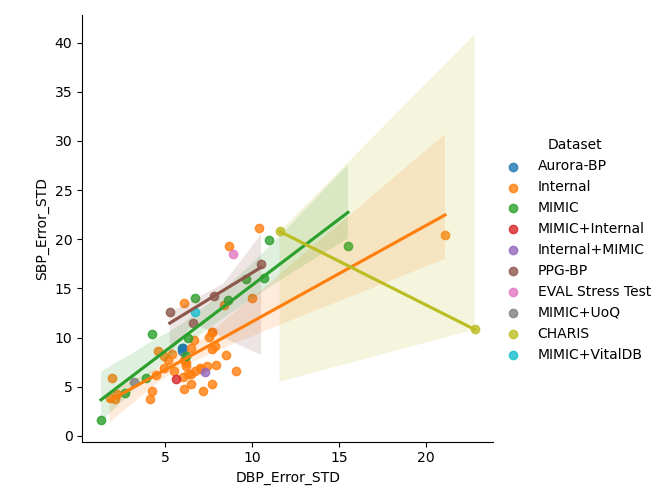 40
35
30
25
20
15
10
5
0
SBP_Error_STD
5
10
15
20
DBP_Error_STD
Dataset
Aurora-BP
Internal
MIMIC
MIMIC+Internal
Internal+MIMIC
PPG-BP
EVAL Stress Test
MIMIC+UoQ
CHARIS
MIMIC+VitalDB